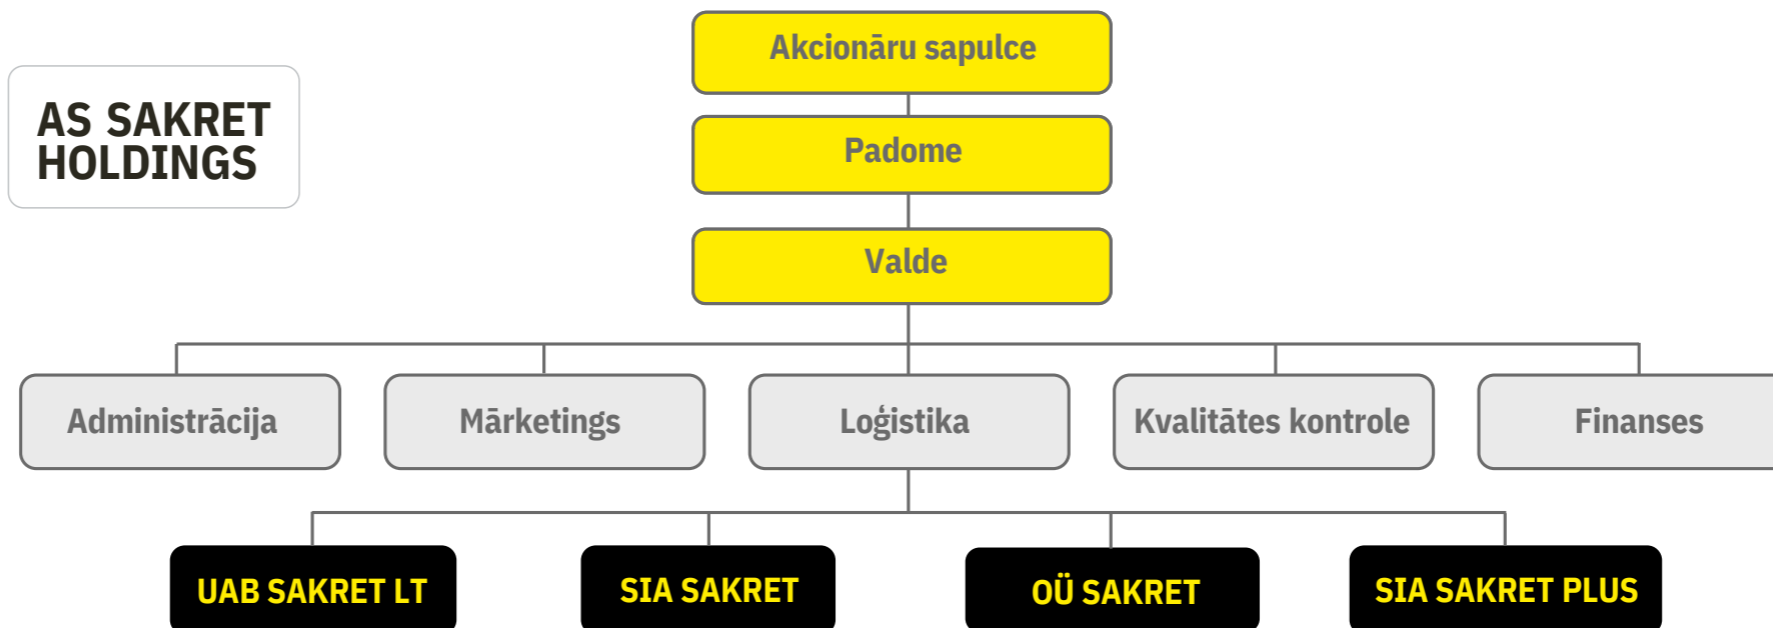 Akcionāru sapulce
AS SAKRET
HOLDINGS
Padome
Valde
Administrācija
Mārketings
Loģistika
Kvalitātes kontrole
Finanses
UAB SAKRET LT
SIA SAKRET
OÜ SAKRET
SIA SAKRET PLUS